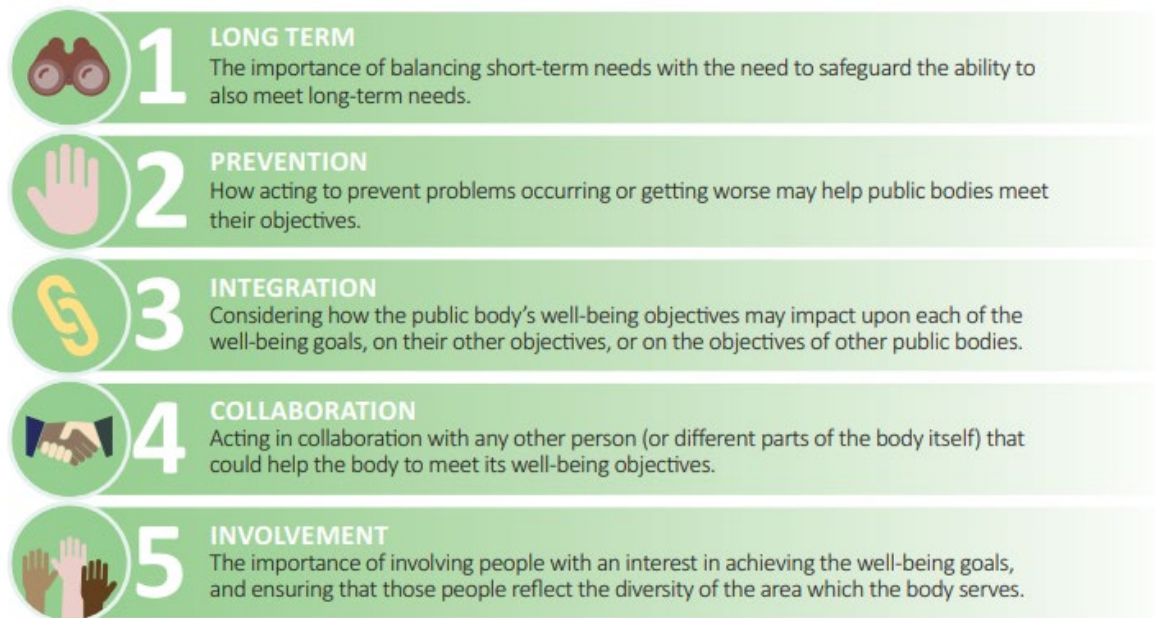 1
LONG TERM
The importance of balancing short-term needs with the need to safeguard the ability to
also meet long-term needs.
2
PREVENTION
How acting to prevent problems occurring or getting worse may help public bodies meet
their objectives.
3
INTEGRATION
Considering how the public body’s well-being objectives may impact upon each of the
well-being goals, on their other objectives, or on the objectives of other public bodies.
4
COLLABORATION
Acting in collaboration with any other person (or different parts of the body itself) that
could help the body to meet its well-being objectives.
5
INVOLVEMENT
The importance of involving people with an interest in achieving the well-being goals,
and ensuring that those people reflect the diversity of the area which the body serves.